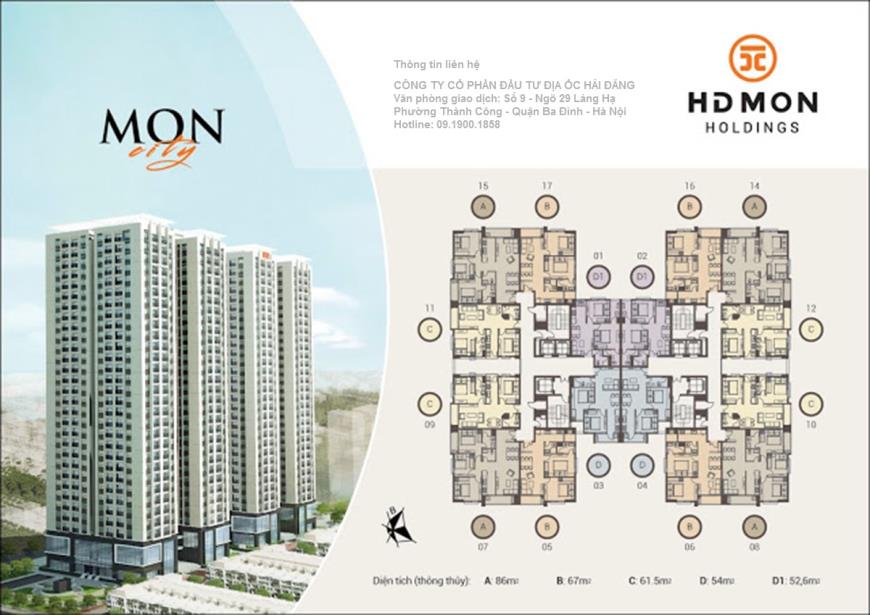 MON
city
Thông tin liên hệ
CÔNG TY CỔ PHẦN ĐẦU TƯ ĐỊA ỐC HẢI ĐĂNG
Văn phòng giao dịch: Số 9 - Ngõ 29 Láng Hạ
Phường Thành Công - Quận Ba Đình - Hà Nội
Hotline: 09.1900.1858
HDMON
HOLDINGS
15 17 16 14
A B B A
01 02
D1 D1
11 12
C C
C C
09 10
D D
03 04
A B B A
07 05 06 08
B
Diện tích (thông thủy): A: 86m² B: 67m² C: 61.5m² D: 54m² D1: 52,6m²